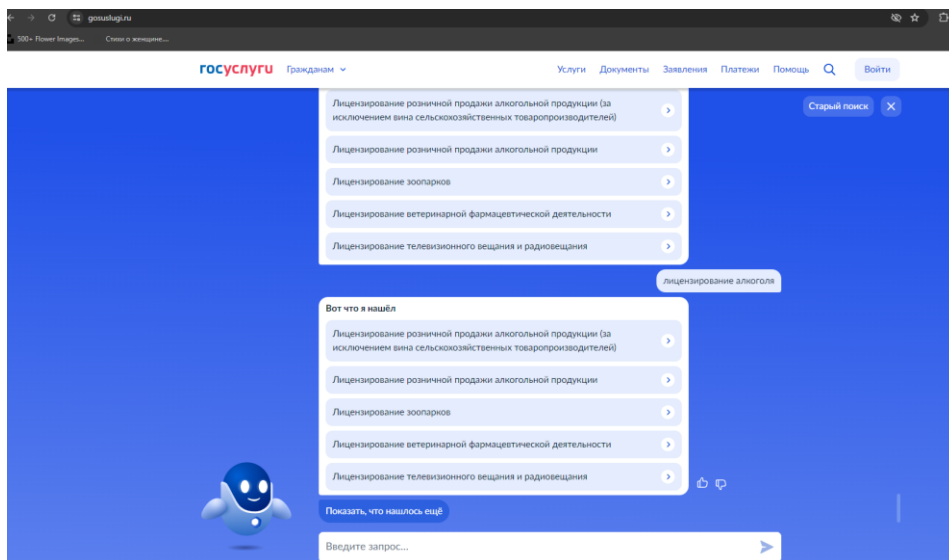 gosuslugi.ru
500+ Flower Images...
Стихи о женщине...
госуслуги
Гражданам
Услуги
Документы
Заявления
Платежи
Помощь
Войти
Старый поиск
Лицензирование розничной продажи алкогольной продукции (за
исключением вина сельскохозяйственных товаропроизводителей)
Лицензирование розничной продажи алкогольной продукции
Лицензирование зоопарков
Лицензирование ветеринарной фармацевтической деятельности
Лицензирование телевизионного вещания и радиовещания
лицензирование алкоголя
Вот что я нашёл
Лицензирование розничной продажи алкогольной продукции (за
исключением вина сельскохозяйственных товаропроизводителей)
Лицензирование розничной продажи алкогольной продукции
Лицензирование зоопарков
Лицензирование ветеринарной фармацевтической деятельности
Лицензирование телевизионного вещания и радиовещания
Показать, что нашлось ещё
Введите запрос...